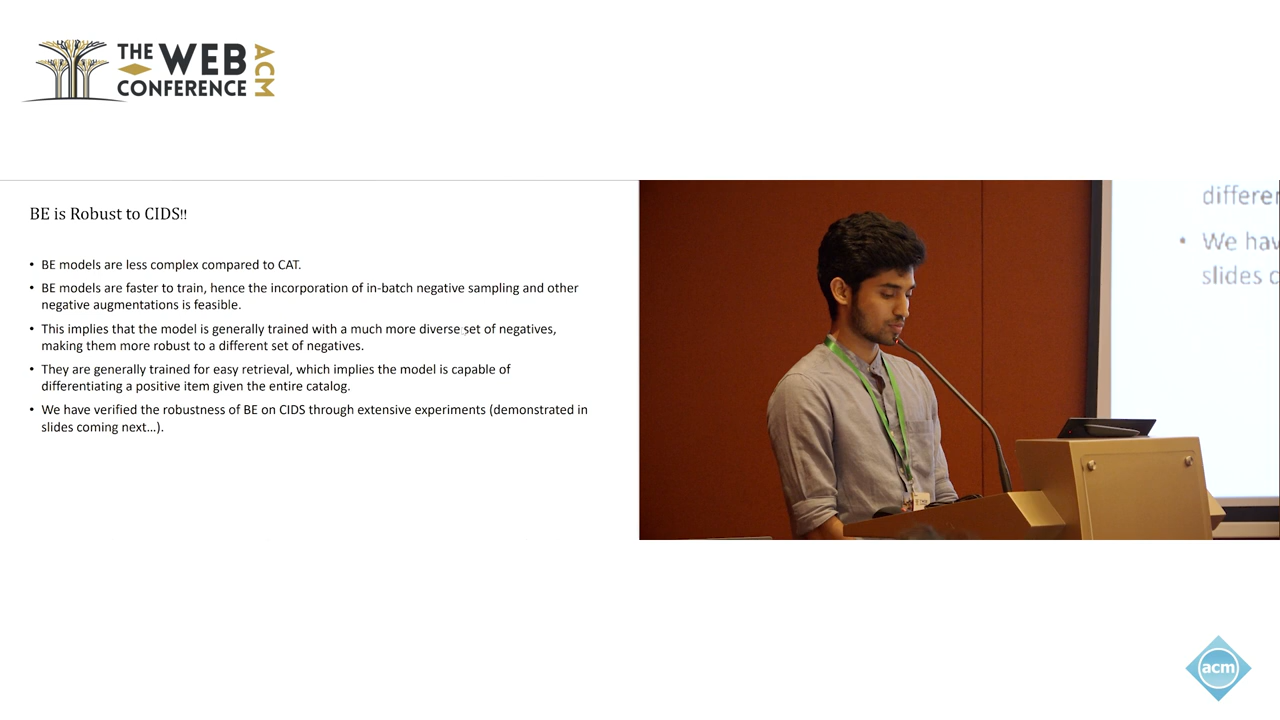 THE WEB
CONFERENCE
ACM
BE is Robust to CIDS!!
• BE models are less complex compared to CAT.
• BE models are faster to train, hence the incorporation of in-batch negative sampling and other
negative augmentations is feasible.
• This implies that the model is generally trained with a much more diverse set of negatives,
making them more robust to a different set of negatives.
• They are generally trained for easy retrieval, which implies the model is capable of
differentiating a positive item given the entire catalog.
• We have verified the robustness of BE on CIDS through extensive experiments (demonstrated in
slides coming next...).
• We
slides
acm